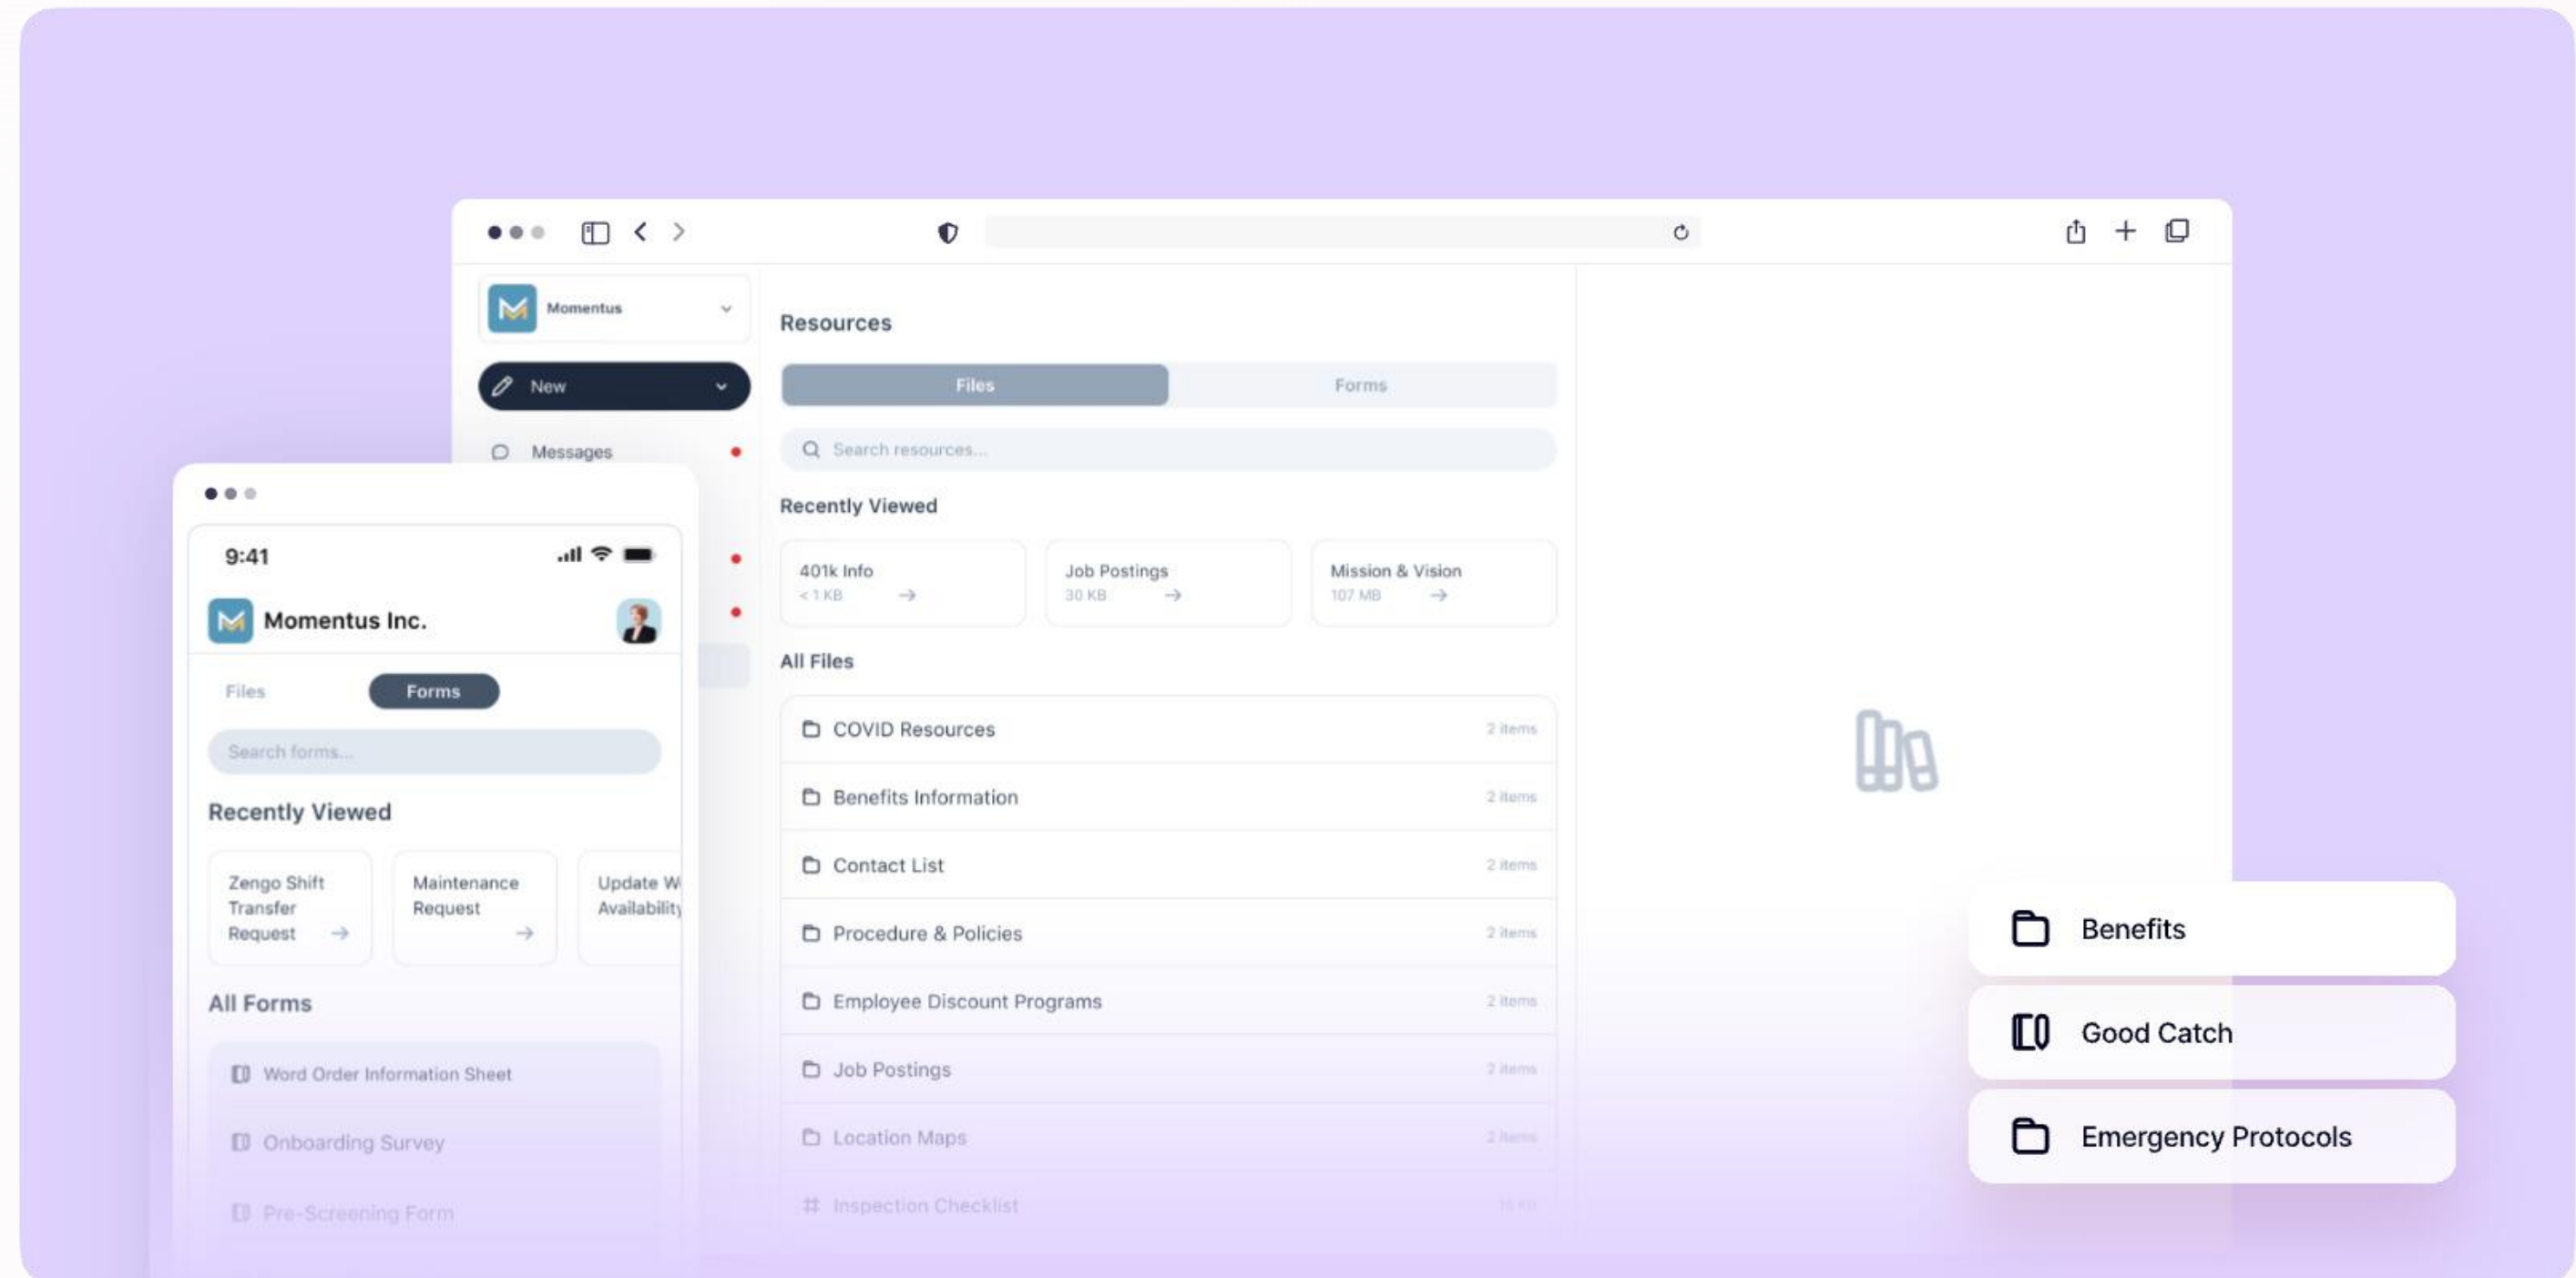 Momentus
New
Messages
Resources
Files
Forms
Search resources...
Recently Viewed
401k Info
< 1 KB
Job Postings
30 KB
Mission & Vision
107 MB
All Files
COVID Resources
2 items
Benefits Information
2 items
Contact List
2 items
Procedure & Policies
2 items
Employee Discount Programs
2 items
Job Postings
2 items
Location Maps
2 items
Inspection Checklist
9:41
Momentus Inc.
Files
Forms
Search forms...
Recently Viewed
Zengo Shift
Transfer
Request
Maintenance
Request
Update
Availability
All Forms
Word Order Information Sheet
Onboarding Survey
Pre-Screening Form
Benefits
Good Catch
Emergency Protocols